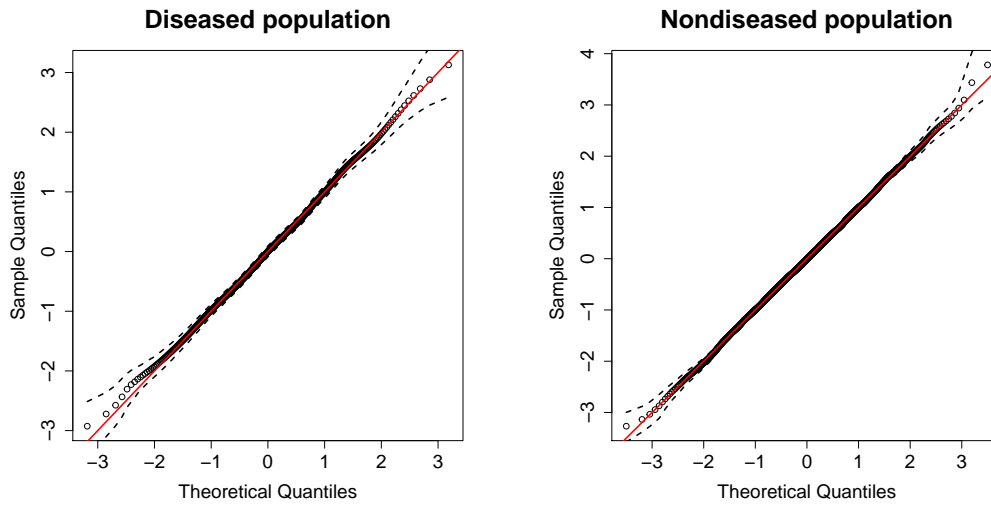 Diseased population
3
2
1
0
−1
−2
−3
Sample Quantiles
−3 −2 −1 0 1 2 3
Theoretical Quantiles
Nondiseased population
4
3
2
1
0
−1
−2
−3
Sample Quantiles
−3 −2 −1 0 1 2 3
Theoretical Quantiles